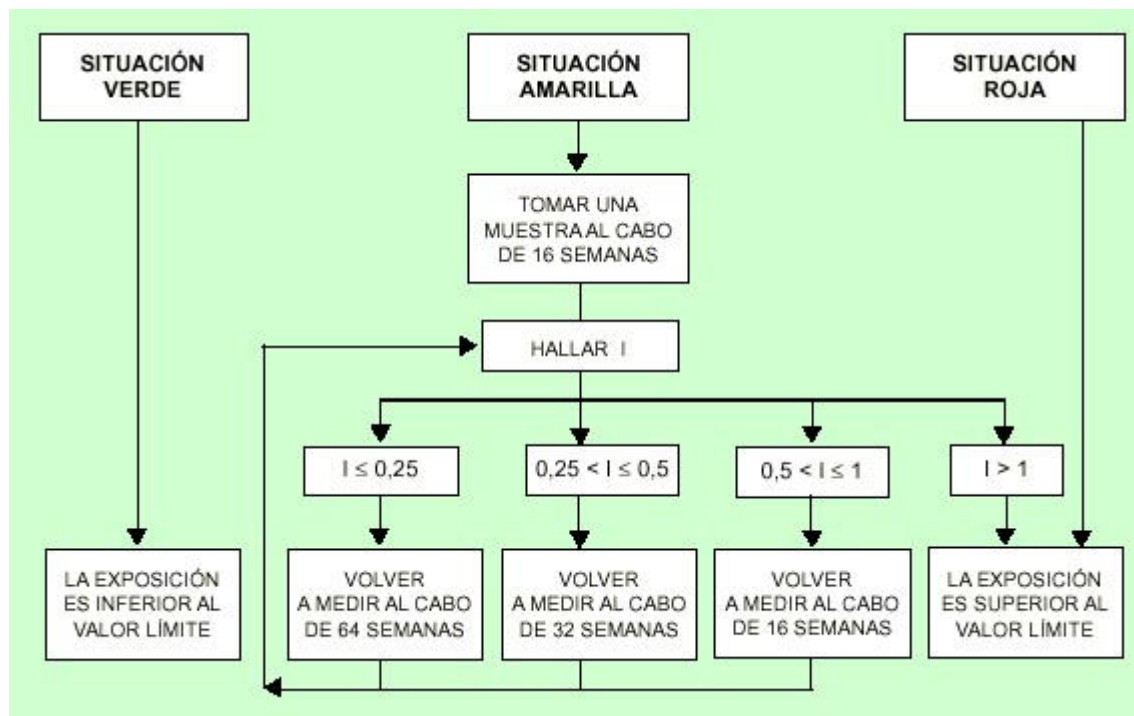 SITUACIÓN
VERDE
SITUACIÓN
AMARILLA
SITUACIÓN
ROJA
TOMAR UNA
MUESTRA AL CABO
DE 16 SEMANAS
HALLAR I
I ≤ 0,25
0,25 < I ≤ 0,5
0,5 < I ≤ 1
I > 1
LA EXPOSICIÓN
ES INFERIOR AL
VALOR LÍMITE
VOLVER
A MEDIR AL CABO
DE 64 SEMANAS
VOLVER
A MEDIR AL CABO
DE 32 SEMANAS
VOLVER
A MEDIR AL CABO
DE 16 SEMANAS
LA EXPOSICIÓN
ES SUPERIOR AL
VALOR LÍMITE